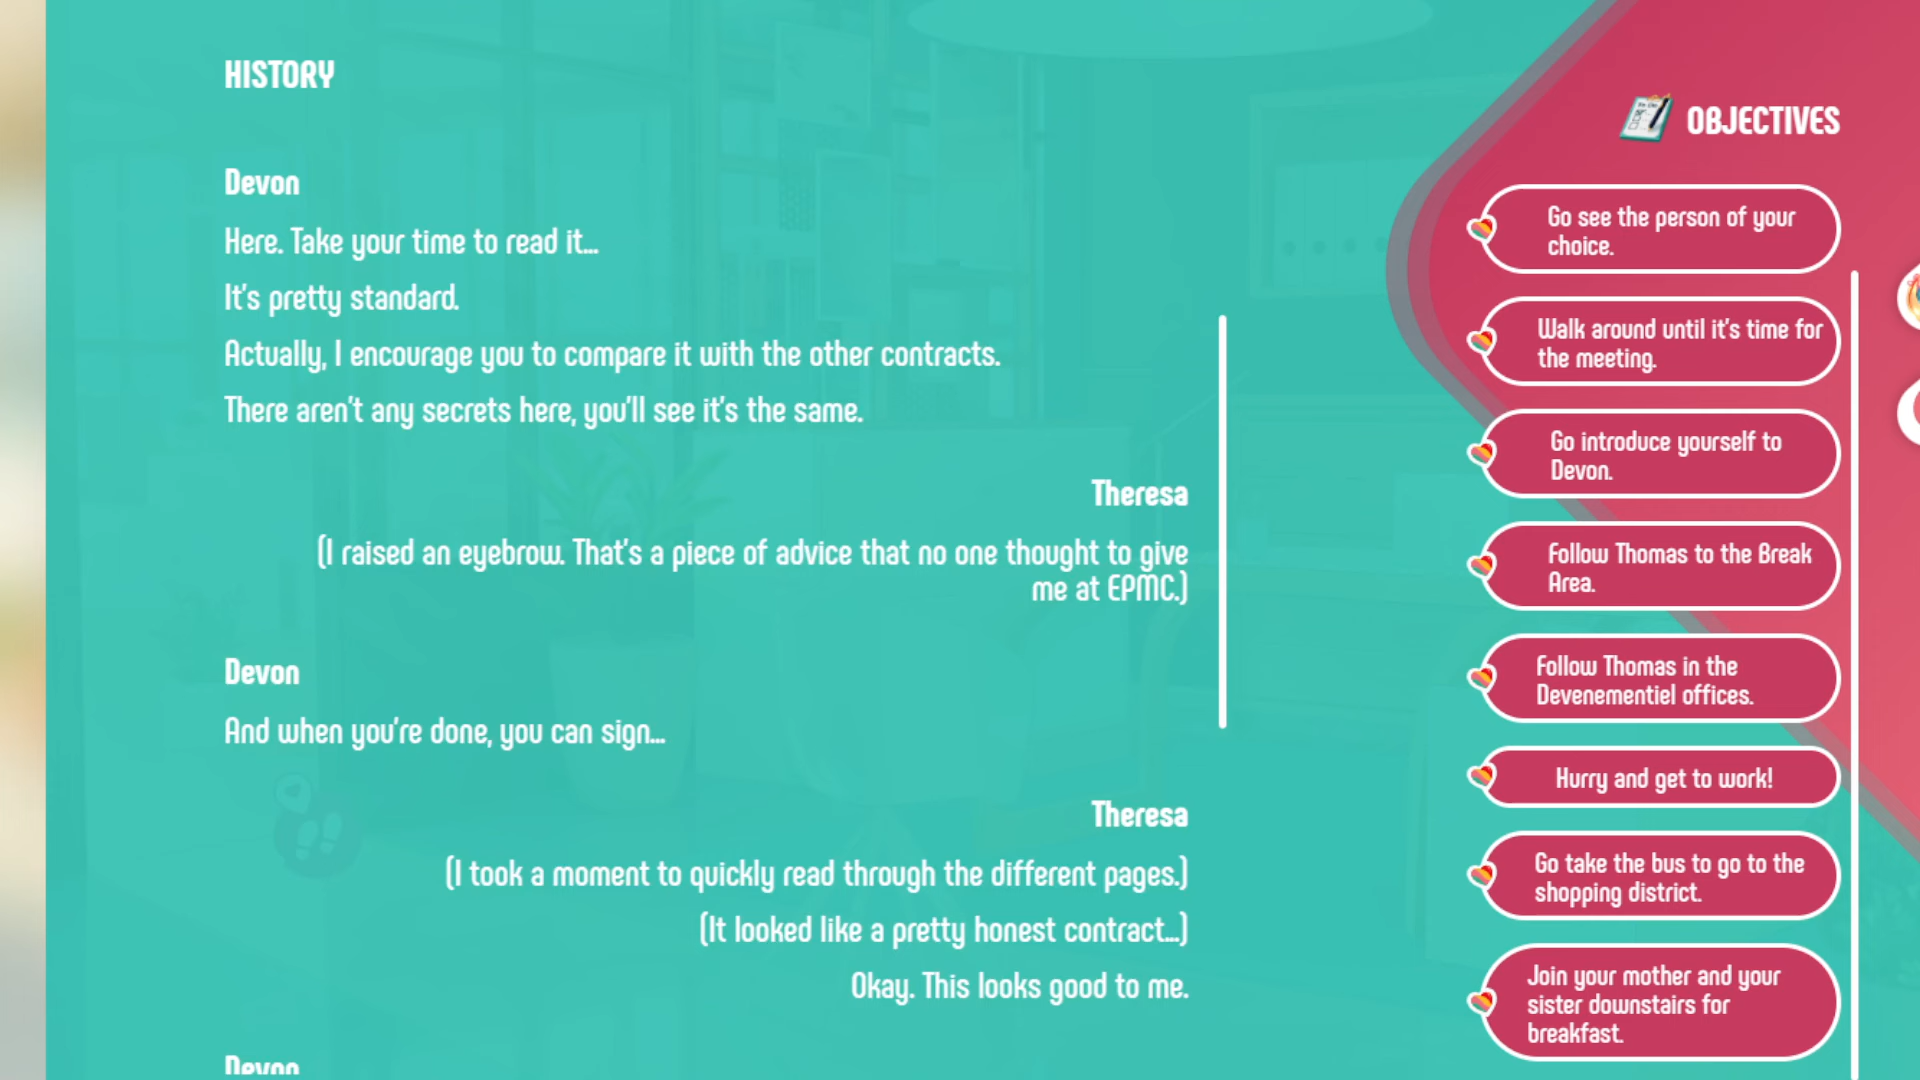 HISTORY
Devon
Here. Take your time to read it...
It's pretty standard.
Actually, I encourage you to compare it with the other contracts.
There aren't any secrets here, you'll see it's the same.
Theresa
(I raised an eyebrow. That's a piece of advice that no one thought to give
me at EPMC.)
Devon
And when you're done, you can sign...
Theresa
(I took a moment to quickly read through the different pages.)
(It looked like a pretty honest contract...)
Okay. This looks good to me.
Devon
OBJECTIVES
Go see the person of your
choice.
Walk around until it's time for
the meeting.
Go introduce yourself to
Devon.
Follow Thomas to the Break
Area.
Follow Thomas in the
Devenementiel offices.
Hurry and get to work!
Go take the bus to go to the
shopping district.
Join your mother and your
sister downstairs for
breakfast.